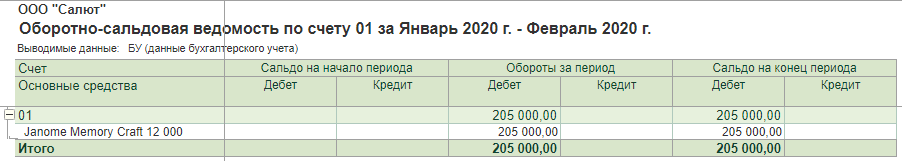 ООО "Салют"
Оборотно-сальдовая ведомость по счету 01 за Январь 2020 г. - Февраль 2020 г.
Выводимые данные: БУ (данные бухгалтерского учета)
Счет Сальдо на начало периода Обороты за период Сальдо на конец периода
Основные средства Дебет Кредит Дебет Кредит Дебет Кредит
01 205 000,00 205 000,00
Janome Memory Craft 12 000 205 000,00 205 000,00
Итого 205 000,00 205 000,00